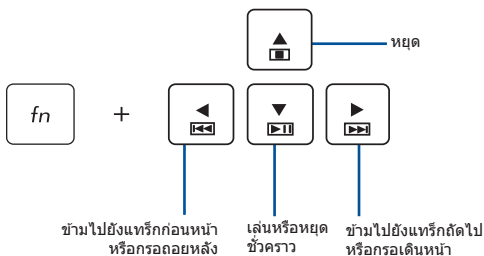 หยุด
fn
+
ข้ามไปยังแทร็กก่อนหน้า
หรือกรอถอยหลัง
เล่นหรือหยุด
ชั่วคราว
ข้ามไปยังแทร็กถัดไป
หรือกรอเดินหน้า